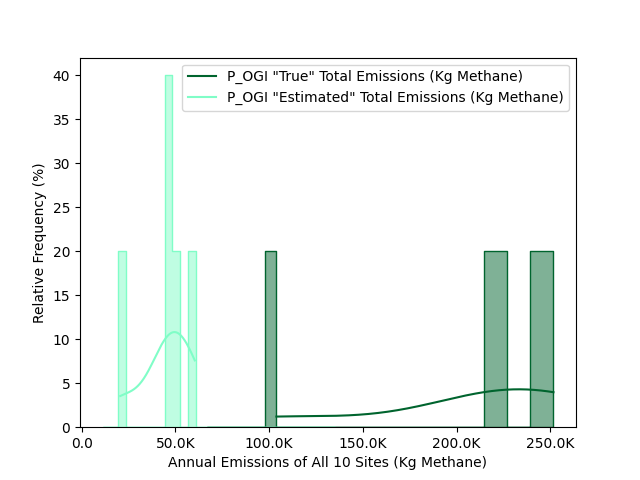 P_OGI "True" Total Emissions (Kg Methane)
P_OGI "Estimated" Total Emissions (Kg Methane)
Relative Frequency (%)
40
35
30
25
20
15
10
5
0
0.0 50.0K 100.0K 150.0K 200.0K 250.0K
Annual Emissions of All 10 Sites (Kg Methane)